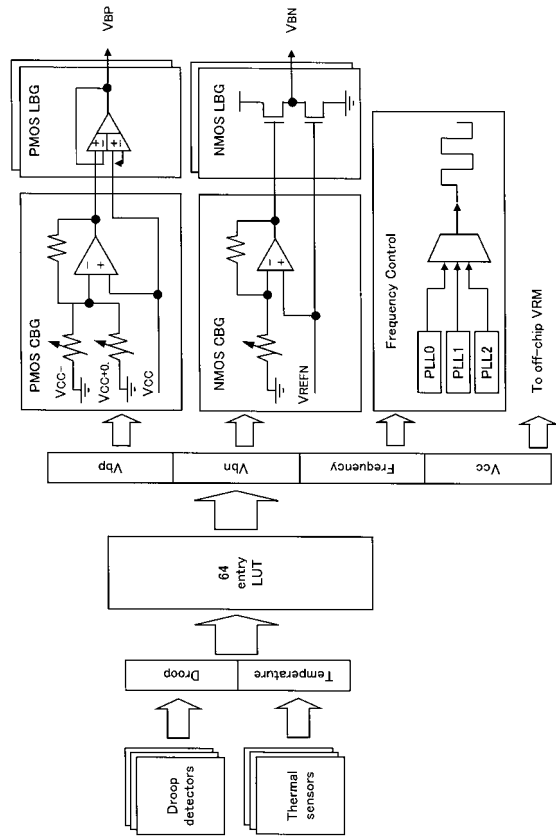 Droop
detectors
Thermal
sensors
Droop
Temperature
64
entry
LUT
Vbp
Vbn
Frequency
Vcc
PMOS CBG
VCC-
VCC+0.
VCC
PMOS LBG
VBP
NMOS CBG
VREFN
NMOS LBG
VBN
Frequency Control
PLL0
PLL1
PLL2
To off-chip VRM